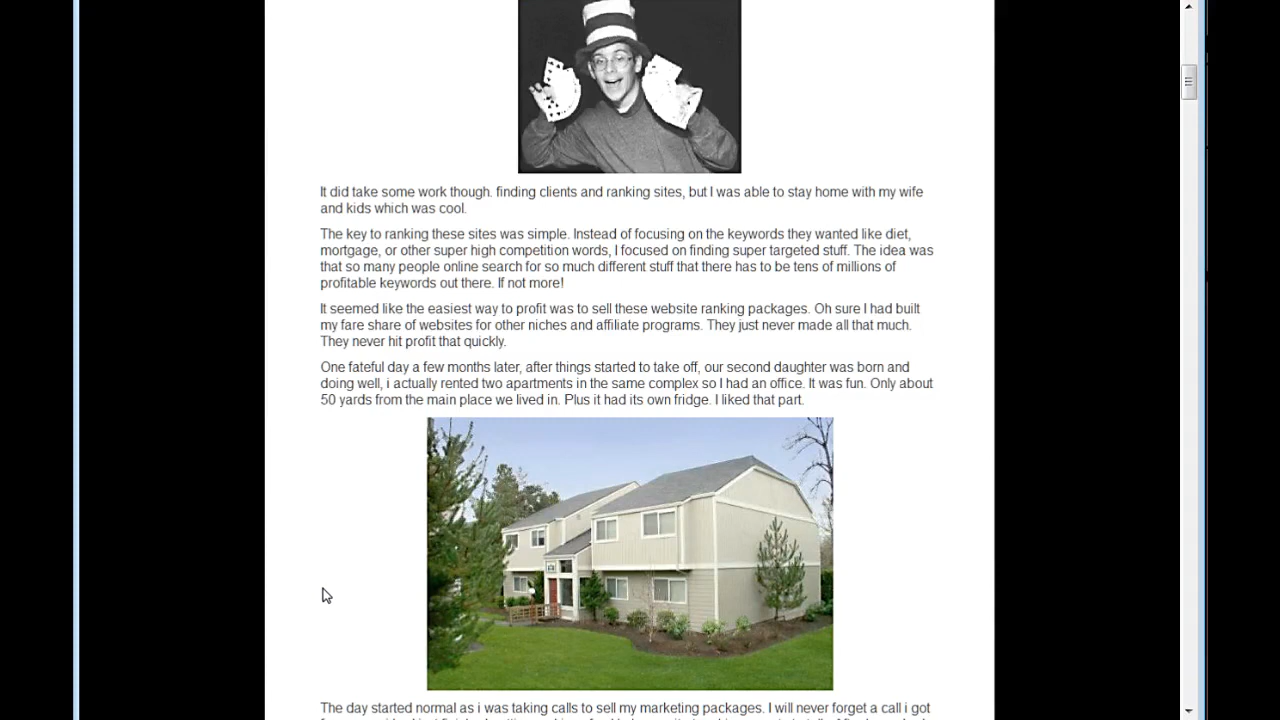 It did take some work though. finding clients and ranking sites, but I was able to stay home with my wife
and kids which was cool.
The key to ranking these sites was simple. Instead of focusing on the keywords they wanted like diet,
mortgage, or other super high competition words, I focused on finding super targeted stuff. The idea was
that so many people online search for so much different stuff that there has to be tens of millions of
profitable keywords out there. If not more!
It seemed like the easiest way to profit was to sell these website ranking packages. Oh sure I had built
my fare share of websites for other niches and affiliate programs. They just never made all that much.
They never hit profit that quickly.
One fateful day a few months later, after things started to take off, our second daughter was born and
doing well, i actually rented two apartments in the same complex so I had an office. It was fun. Only about
50 yards from the main place we lived in. Plus it had its own fridge. I liked that part.
The day started normal as i was taking calls to sell my marketing packages. I will never forget a call i got